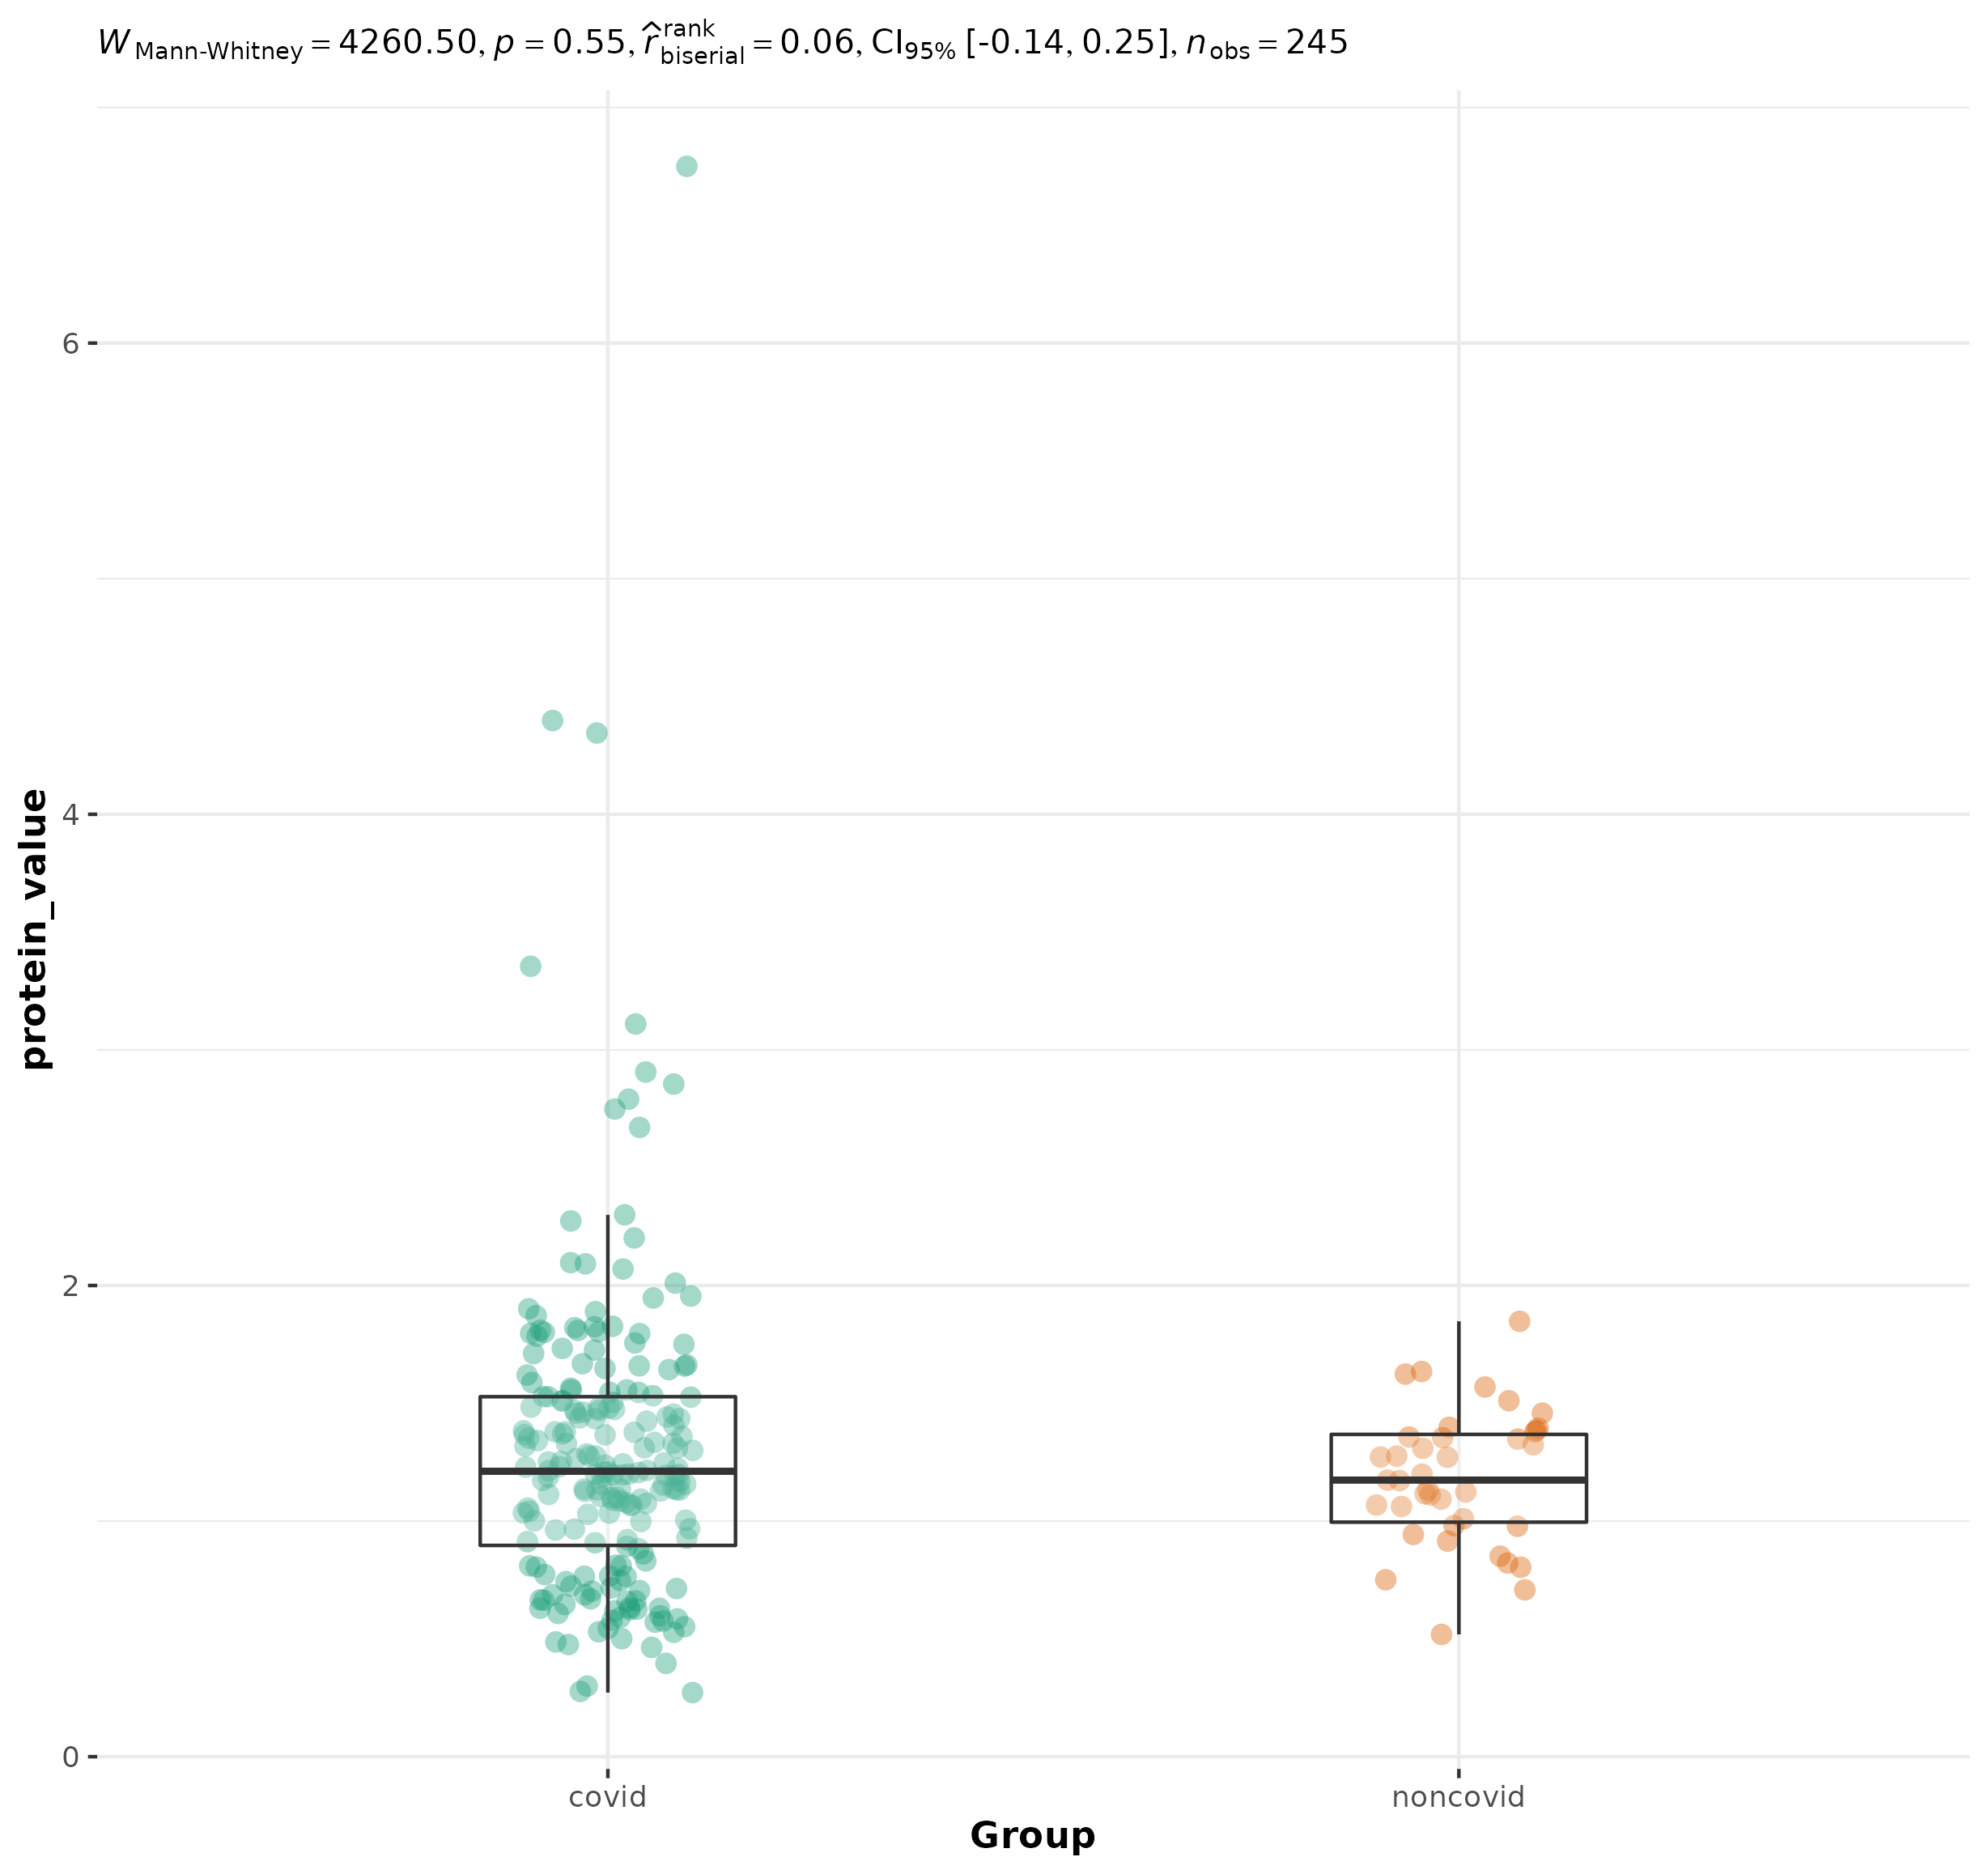 W Mann-Whitney = 4260.50, p = 0.55, r̂ rank biserial = 0.06, CI95% [-0.14, 0.25], n obs = 245
6
4
2
0
protein_value
covid noncovid
Group